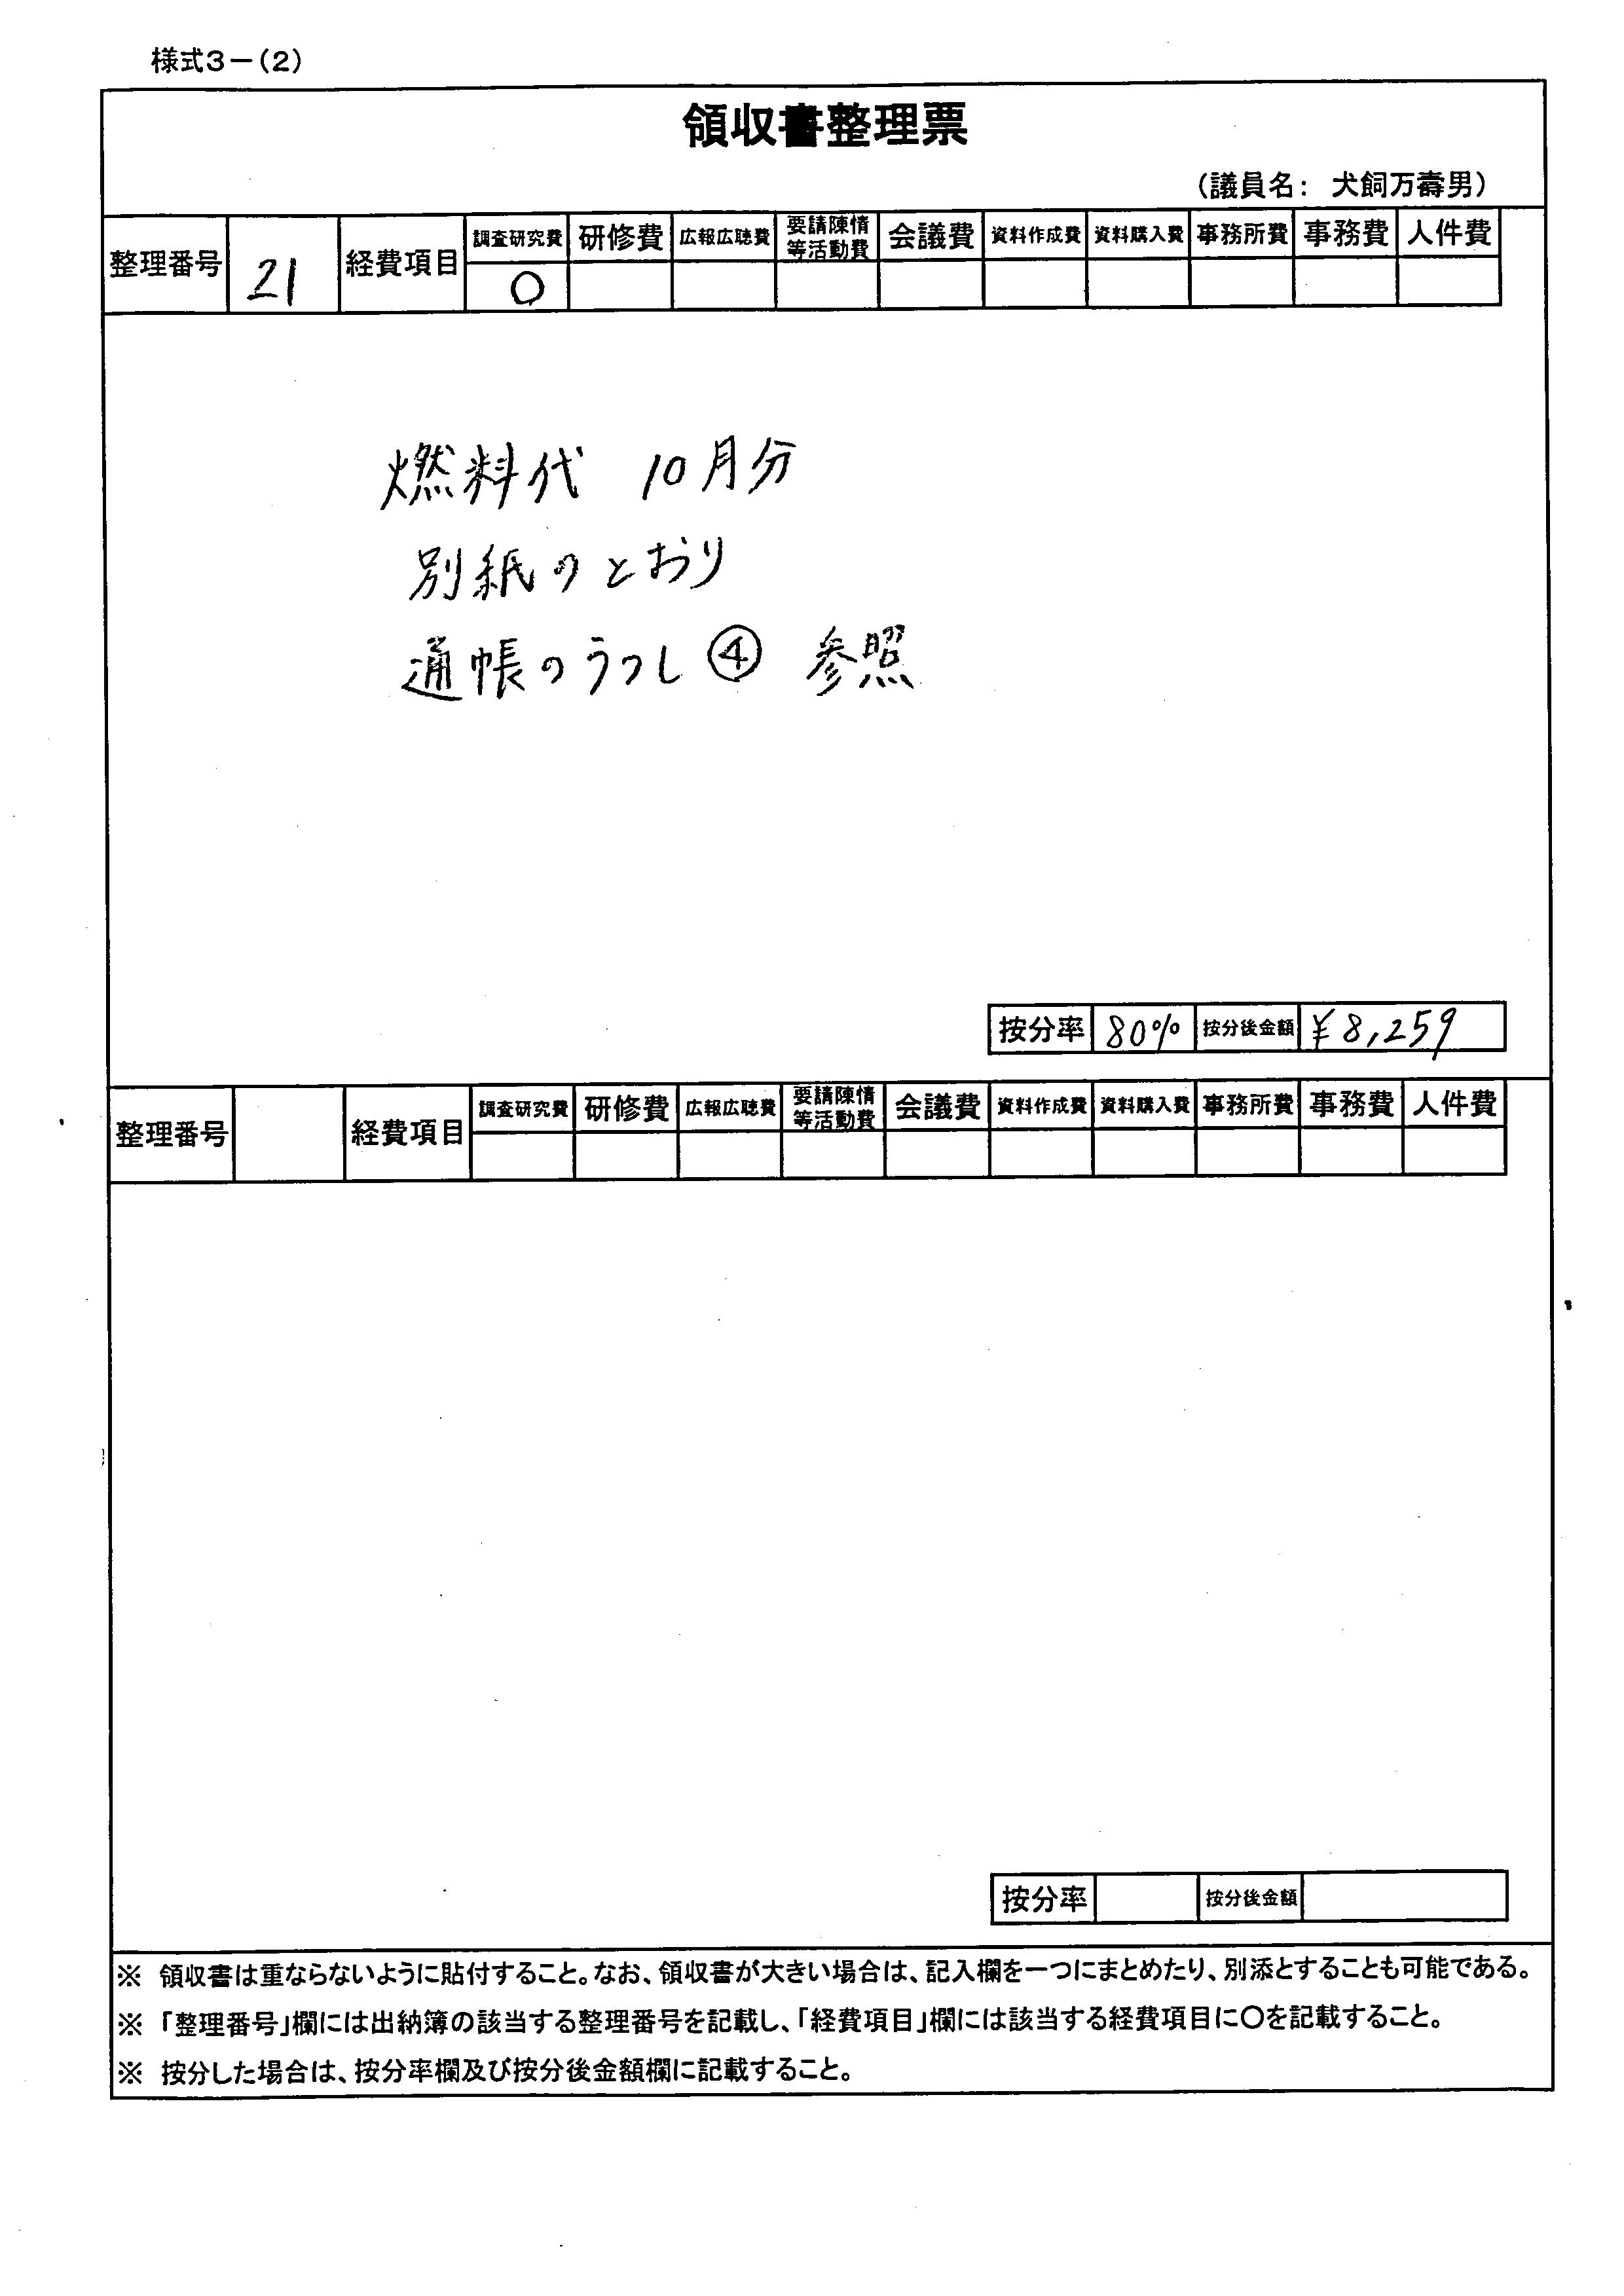 様式3－(2)
領収書整理票
(議員名: 犬飼万壽男)
整理番号 21 経費項目 調査研究費 研修費 広報広聴費 要請陳情等活動費 会議費 資料作成費 資料購入費 事務所費 事務費 人件費
○
燃料代 10月分
別紙のとおり
通帳のうつし④ 参照
按分率 80% 按分後金額 ¥8,259
整理番号 経費項目 調査研究費 研修費 広報広聴費 要請陳情等活動費 会議費 資料作成費 資料購入費 事務所費 事務費 人件費
按分率 按分後金額
※ 領収書は重ならないように貼付すること。なお、領収書が大きい場合は、記入欄を一つにまとめたり、別添とすることも可能である。
※ 「整理番号」欄には出納簿の該当する整理番号を記載し、「経費項目」欄には該当する経費項目に〇を記載すること。
※ 按分した場合は、按分率欄及び按分後金額欄に記載すること。